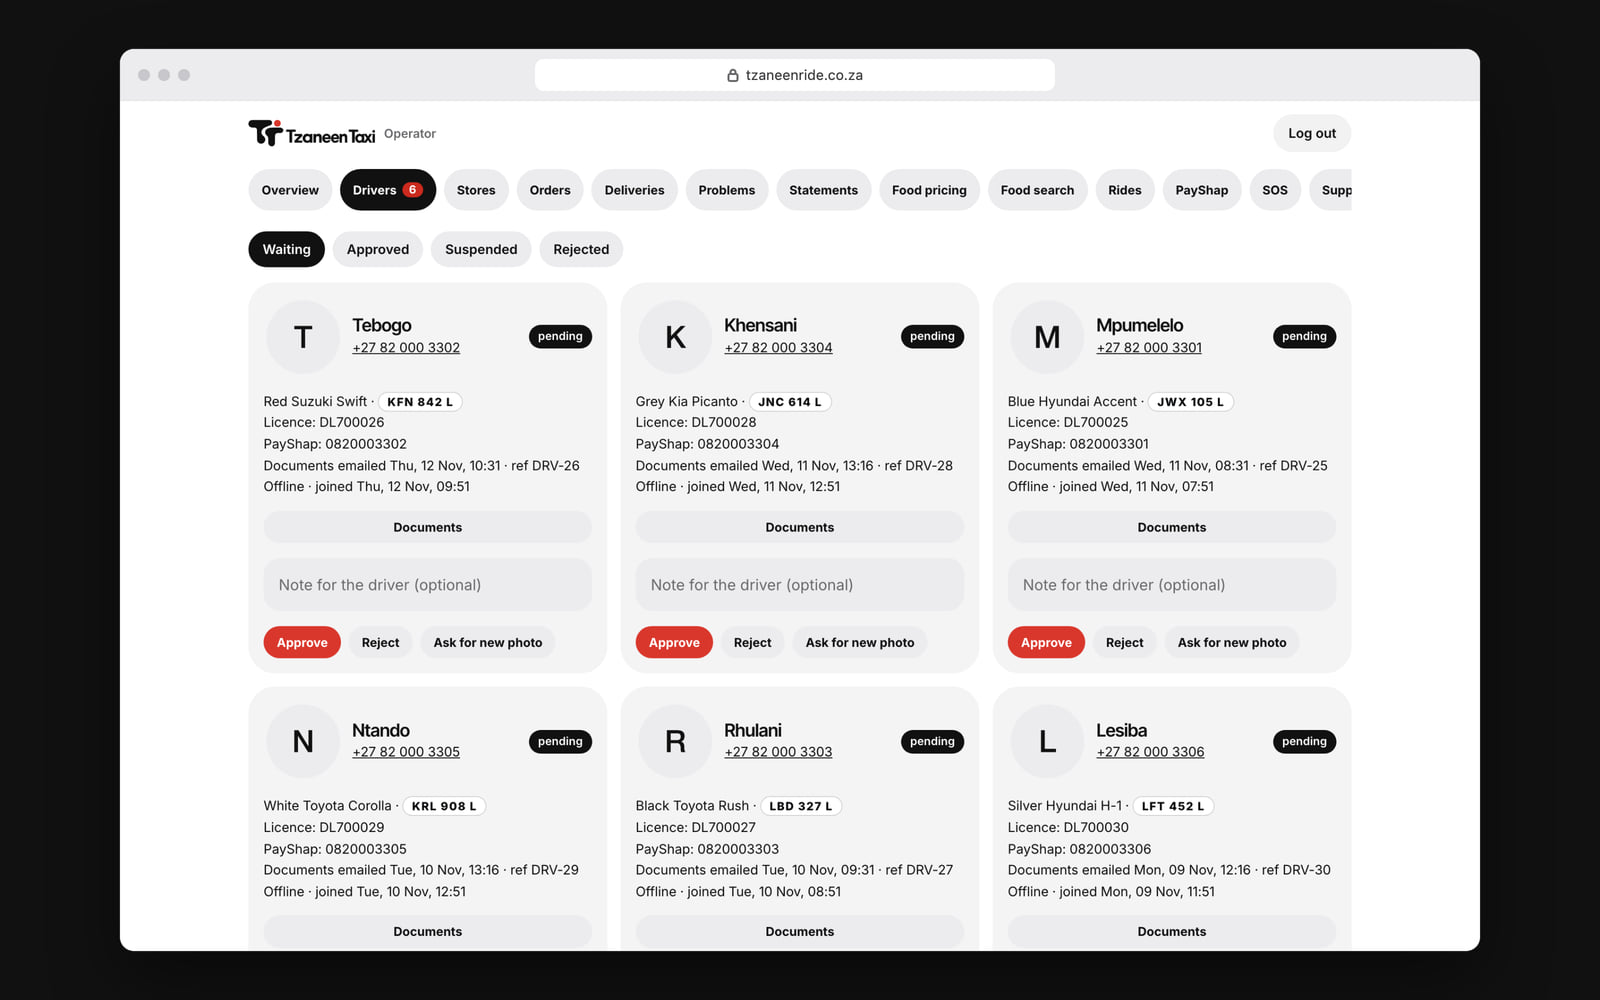 tzaneenride.co.za
Tzaneen Taxi Operator
Log out
Overview
Drivers 6
Stores
Orders
Deliveries
Problems
Statements
Food pricing
Food search
Rides
PayShap
SOS
Supp
Waiting
Approved
Suspended
Rejected
T
Tebogo
+27 82 000 3302
pending
Red Suzuki Swift · KFN 842 L
Licence: DL700026
PayShap: 0820003302
Documents emailed Thu, 12 Nov, 10:31 · ref DRV-26
Offline · joined Thu, 12 Nov, 09:51
Documents
Note for the driver (optional)
Approve
Reject
Ask for new photo
K
Khensani
+27 82 000 3304
pending
Grey Kia Picanto · JNC 614 L
Licence: DL700028
PayShap: 0820003304
Documents emailed Wed, 11 Nov, 13:16 · ref DRV-28
Offline · joined Wed, 11 Nov, 12:51
Documents
Note for the driver (optional)
Approve
Reject
Ask for new photo
M
Mpumelelo
+27 82 000 3301
pending
Blue Hyundai Accent · JWX 105 L
Licence: DL700025
PayShap: 0820003301
Documents emailed Wed, 11 Nov, 08:31 · ref DRV-25
Offline · joined Wed, 11 Nov, 07:51
Documents
Note for the driver (optional)
Approve
Reject
Ask for new photo
N
Ntando
+27 82 000 3305
pending
White Toyota Corolla · KRL 908 L
Licence: DL700029
PayShap: 0820003305
Documents emailed Tue, 10 Nov, 13:16 · ref DRV-29
Offline · joined Tue, 10 Nov, 12:51
Documents
R
Rhulani
+27 82 000 3303
pending
Black Toyota Rush · LBD 327 L
Licence: DL700027
PayShap: 0820003303
Documents emailed Tue, 10 Nov, 09:31 · ref DRV-27
Offline · joined Tue, 10 Nov, 08:51
Documents
L
Lesiba
+27 82 000 3306
pending
Silver Hyundai H-1 · LFT 452 L
Licence: DL700030
PayShap: 0820003306
Documents emailed Mon, 09 Nov, 12:16 · ref DRV-30
Offline · joined Mon, 09 Nov, 11:51
Documents